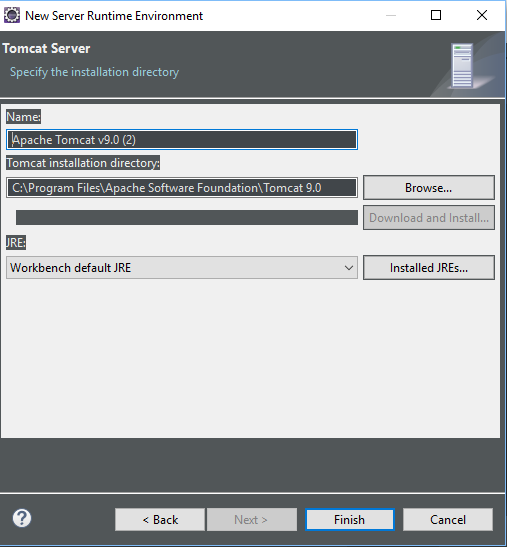 New Server Runtime Environment
Tomcat Server
Specify the installation directory
Name:
Apache Tomcat v9.0 (2)
Tomcat installation directory:
C:\Program Files\Apache Software Foundation\Tomcat 9.0
Browse...
Download and Install...
JRE:
Workbench default JRE
Installed JREs...
?
< Back
Next >
Finish
Cancel